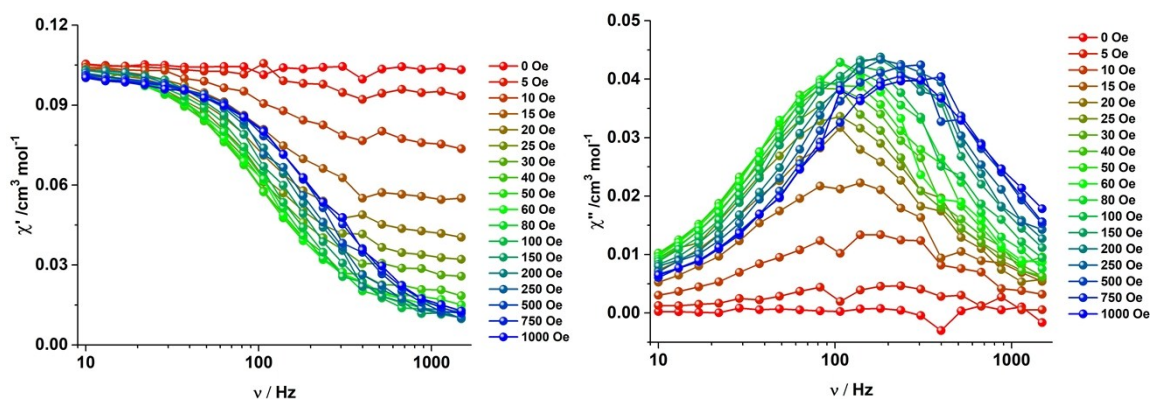 0.12
0.09
0.06
0.03
0.00
χ' /cm³ mol⁻¹
10
100
1000
ν / Hz
0 Oe
5 Oe
10 Oe
15 Oe
20 Oe
25 Oe
30 Oe
40 Oe
50 Oe
60 Oe
80 Oe
100 Oe
150 Oe
200 Oe
250 Oe
500 Oe
750 Oe
1000 Oe
0.05
0.04
0.03
0.02
0.01
0.00
χ'' /cm³ mol⁻¹
10
100
1000
ν / Hz
0 Oe
5 Oe
10 Oe
15 Oe
20 Oe
25 Oe
30 Oe
40 Oe
50 Oe
60 Oe
80 Oe
100 Oe
150 Oe
200 Oe
250 Oe
500 Oe
750 Oe
1000 Oe